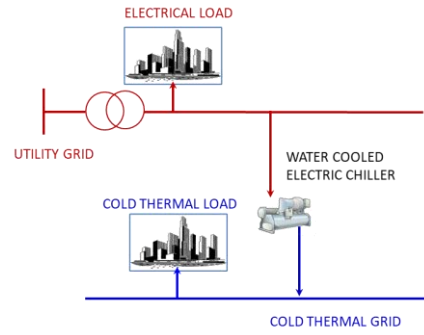 ELECTRICAL LOAD
UTILITY GRID
WATER COOLED
ELECTRIC CHILLER
COLD THERMAL LOAD
COLD THERMAL GRID